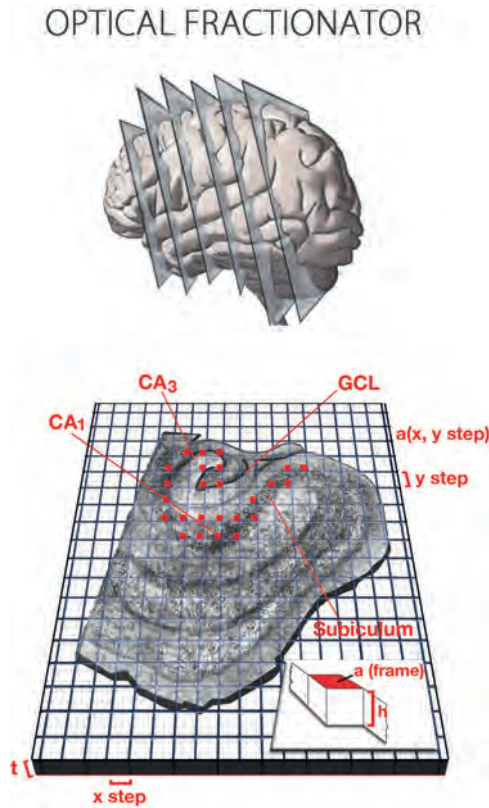 OPTICAL FRACTIONATOR
CA3
GCL
CA1
a(x, y step)
y step
Subiculum
a (frame)
h
t
x step